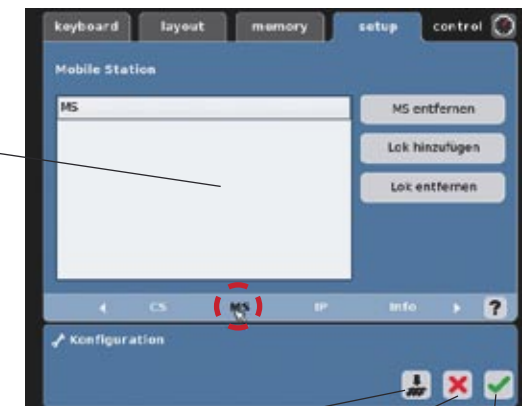 keyboard layout memory setup control
Mobile Station
MS
MS entfernen
Lok hinzufügen
Lok entfernen
CS MS IP Info ?
Konfiguration